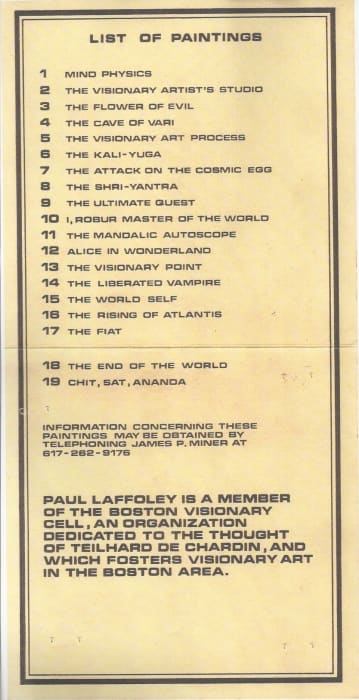 LIST OF PAINTINGS
1 MIND PHYSICS
2 THE VISIONARY ARTIST'S STUDIO
3 THE FLOWER OF EVIL
4 THE CAVE OF VARI
5 THE VISIONARY ART PROCESS
6 THE KALI-YUGA
7 THE ATTACK ON THE COSMIC EGG
8 THE SHRI-YANTRA
9 THE ULTIMATE QUEST
10 I, ROBUR MASTER OF THE WORLD
11 THE MANDALIC AUTOSCOPE
12 ALICE IN WONDERLAND
13 THE VISIONARY POINT
14 THE LIBERATED VAMPIRE
15 THE WORLD SELF
16 THE RISING OF ATLANTIS
17 THE FIAT
18 THE END OF THE WORLD
19 CHIT, SAT, ANANDA
INFORMATION CONCERNING THESE
PAINTINGS MAY BE OBTAINED BY
TELEPHONING JAMES P. MINER AT
617-262-9176
PAUL LAFFOLEY IS A MEMBER
OF THE BOSTON VISIONARY
CELL, AN ORGANIZATION
DEDICATED TO THE THOUGHT
OF TEILHARD DE CHARDIN, AND
WHICH FOSTERS VISIONARY ART
IN THE BOSTON AREA.